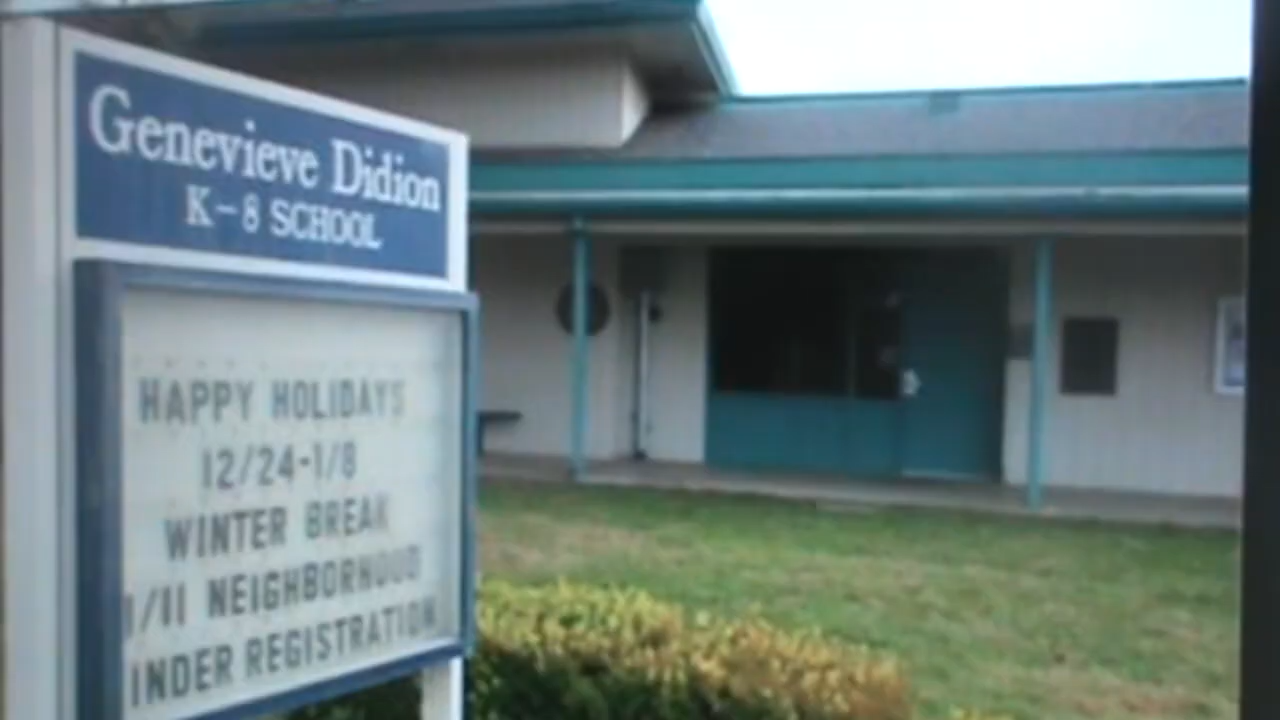 Genevieve Didion
K-8 SCHOOL
HAPPY HOLIDAYS
12/24-1/8
WINTER BREAK
1/11 NEIGHBORHOOD
INDER REGISTRATION